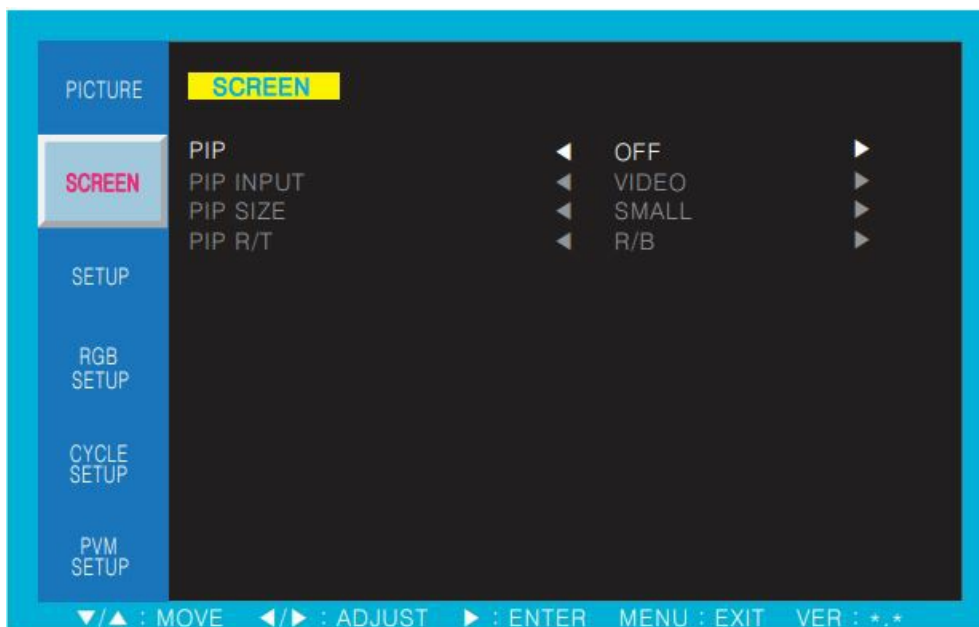 PICTURE
SCREEN
SETUP
RGB
SETUP
CYCLE
SETUP
PVM
SETUP
SCREEN
PIP ◀ OFF ▶
PIP INPUT ◀ VIDEO ▶
PIP SIZE ◀ SMALL ▶
PIP R/T ◀ R/B ▶
▼/▲ : MOVE ◀/▶ : ADJUST ▶ : ENTER MENU : EXIT VER : *.*